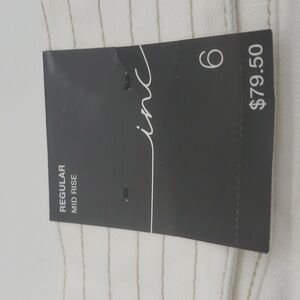 REGULAR
MID RISE
inc
6
$79.50